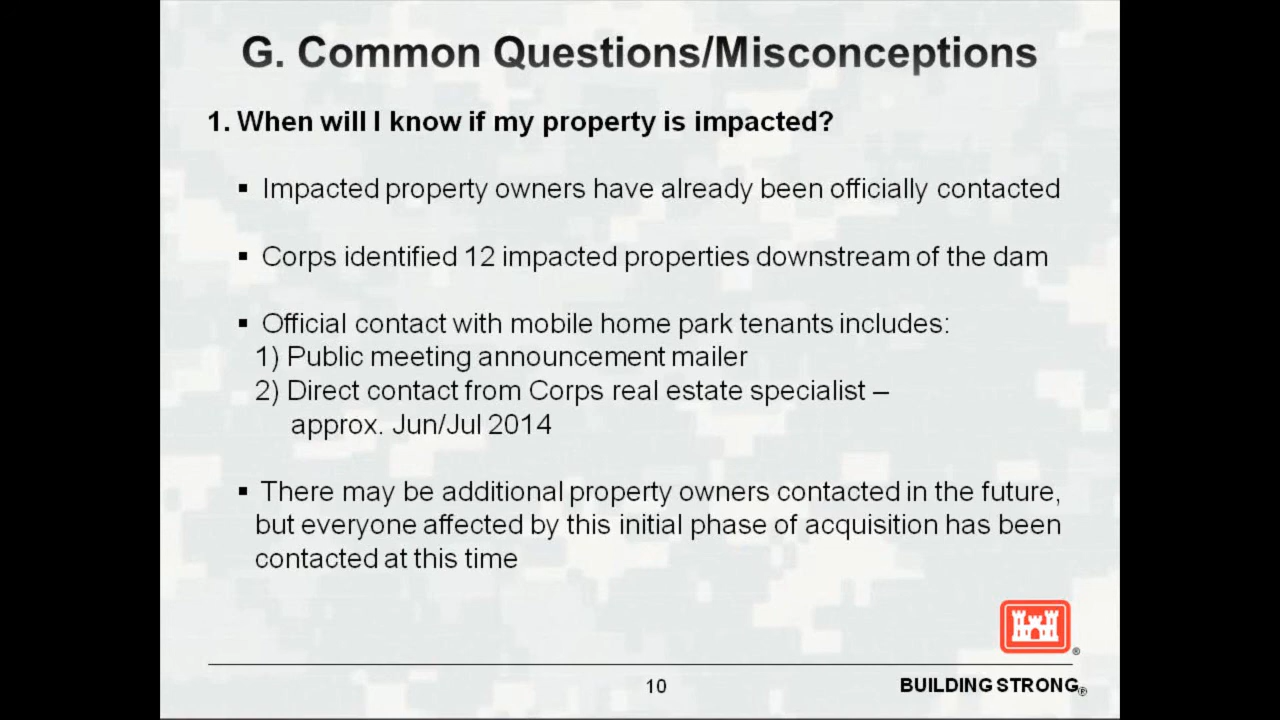 G. Common Questions/Misconceptions
1. When will I know if my property is impacted?
▪ Impacted property owners have already been officially contacted
▪ Corps identified 12 impacted properties downstream of the dam
▪ Official contact with mobile home park tenants includes:
1) Public meeting announcement mailer
2) Direct contact from Corps real estate specialist –
approx. Jun/Jul 2014
▪ There may be additional property owners contacted in the future,
but everyone affected by this initial phase of acquisition has been
contacted at this time
®
10
BUILDING STRONG®